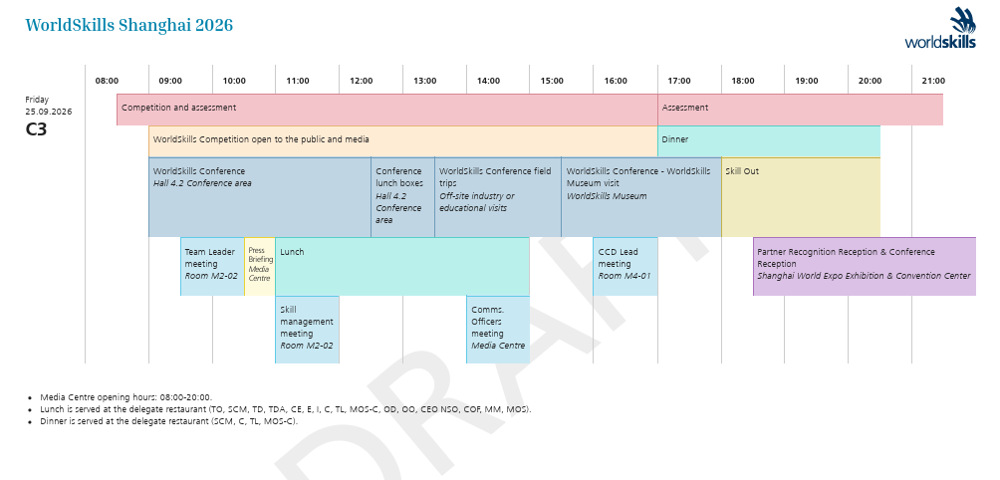 WorldSkills Shanghai 2026
worldskills
08:00 09:00 10:00 11:00 12:00 13:00 14:00 15:00 16:00 17:00 18:00 19:00 20:00 21:00
Friday
25.09.2026
C3
Competition and assessment
Assessment
WorldSkills Competition open to the public and media
Dinner
WorldSkills Conference
Hall 4.2 Conference area
Conference
lunch boxes
Hall 4.2
Conference
area
WorldSkills Conference field
trips
Off-site industry or
educational visits
WorldSkills Conference - WorldSkills
Museum visit
WorldSkills Museum
Skill Out
Team Leader
meeting
Room M2-02
Press
Briefing
Media
Centre
Lunch
CCD Lead
meeting
Room M4-01
Partner Recognition Reception & Conference
Reception
Shanghai World Expo Exhibition & Convention Center
Skill
management
meeting
Room M2-02
Comms.
Officers
meeting
Media Centre
• Media Centre opening hours: 08:00-20:00.
• Lunch is served at the delegate restaurant (TO, SCM, TD, TDA, CE, E, I, C, TL, MOS-C, OD, OO, CEO NSO, COF, MM, MOS).
• Dinner is served at the delegate restaurant (SCM, C, TL, MOS-C).
DRAFT